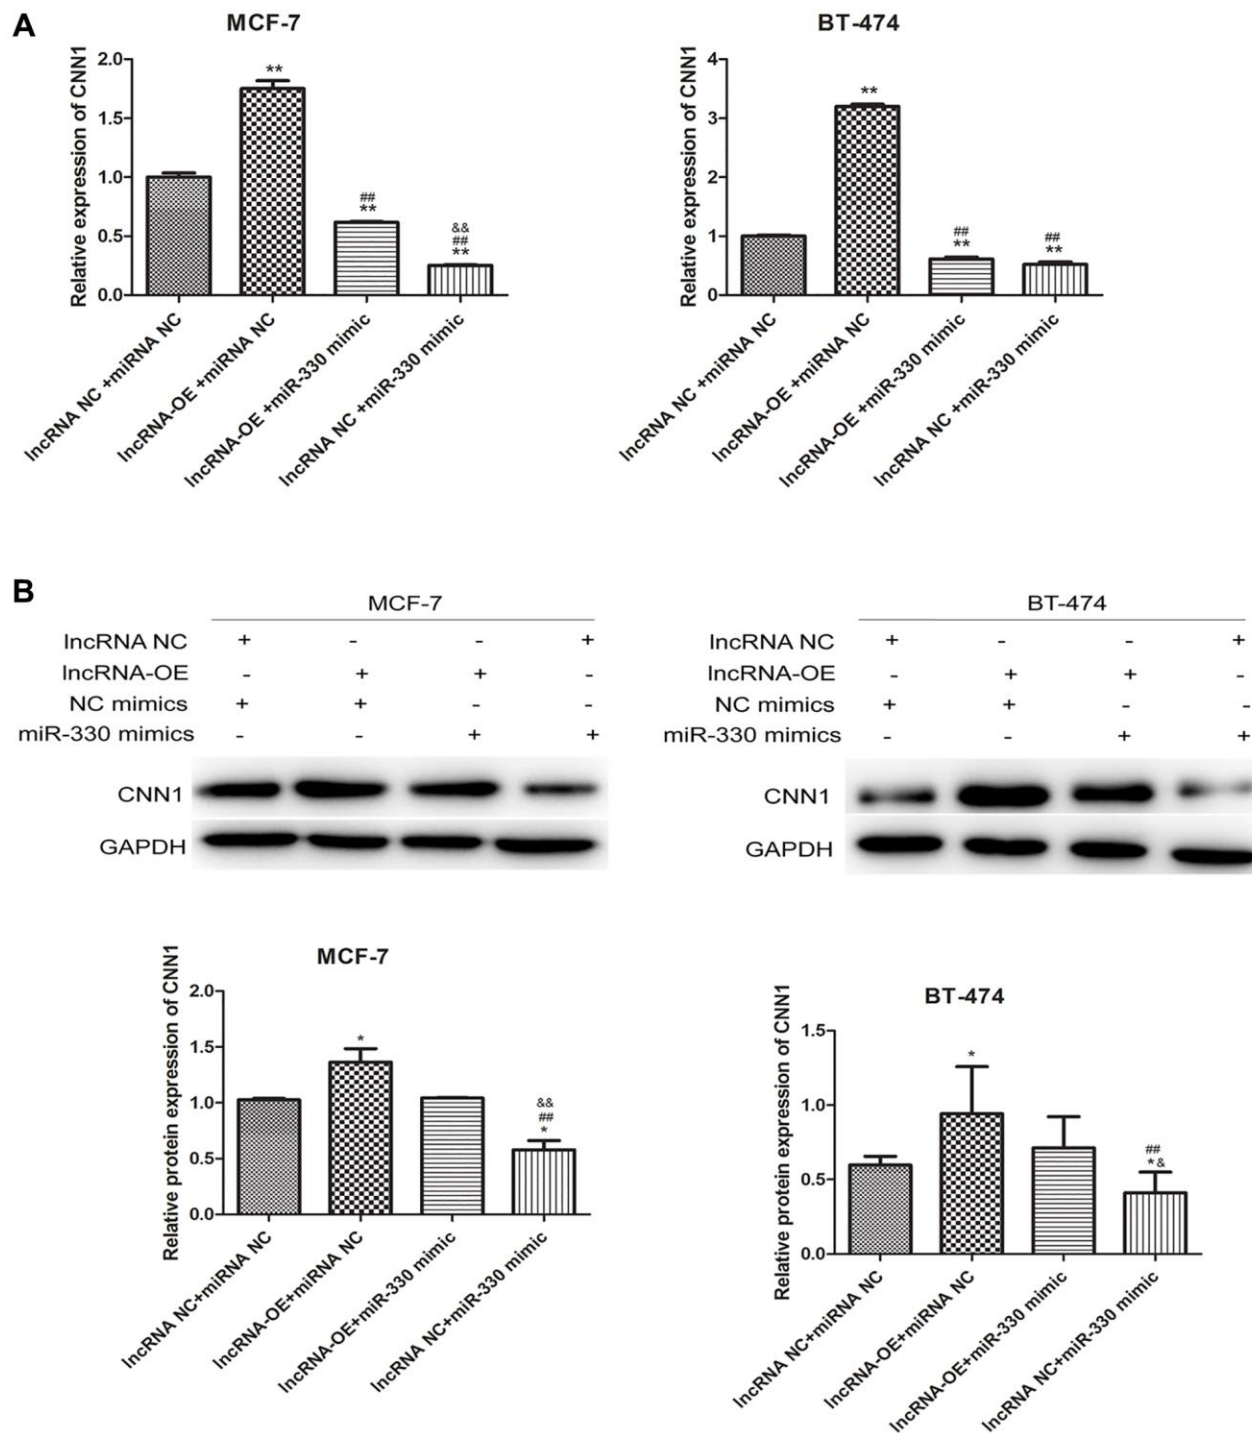 A
MCF-7
Relative expression of CNN1
2.0
1.5
1.0
0.5
0.0
**
##
**
&&
##
**
lncRNA NC +miRNA NC
lncRNA-OE +miRNA NC
lncRNA-OE +miR-330 mimic
lncRNA NC +miR-330 mimic
BT-474
Relative expression of CNN1
4
3
2
1
0
**
##
**
##
**
lncRNA NC +miRNA NC
lncRNA-OE +miRNA NC
lncRNA-OE +miR-330 mimic
lncRNA NC +miR-330 mimic
B
MCF-7
lncRNA NC + - - +
lncRNA-OE - + + -
NC mimics + + - -
miR-330 mimics - - + +
CNN1
GAPDH
BT-474
lncRNA NC + - - +
lncRNA-OE - + + -
NC mimics + + - -
miR-330 mimics - - + +
CNN1
GAPDH
MCF-7
Relative protein expression of CNN1
2.0
1.5
1.0
0.5
0.0
*
&&
##
*
lncRNA NC+miRNA NC
lncRNA-OE+miRNA NC
lncRNA-OE+miR-330 mimic
lncRNA NC+miR-330 mimic
BT-474
Relative protein expression of CNN1
1.5
1.0
0.5
0.0
*
##
*&
lncRNA NC+miRNA NC
lncRNA-OE+miRNA NC
lncRNA-OE+miR-330 mimic
lncRNA NC+miR-330 mimic